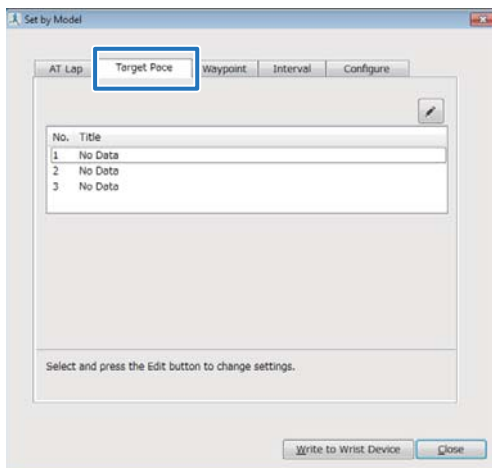 Set by Model
AT Lap Target Pace Waypoint Interval Configure
No. Title
1 No Data
2 No Data
3 No Data
Select and press the Edit button to change settings.
Write to Wrist Device Close